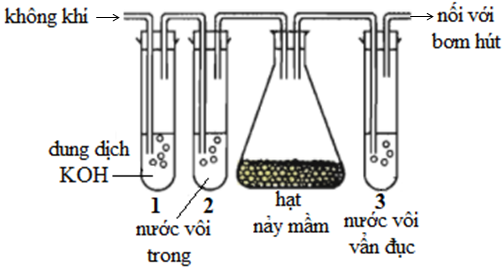 không khí
nối với
bơm hút
dung dịch
KOH
1
2
3
nước vôi
trong
hạt
nảy mầm
nước vôi
vẩn đục